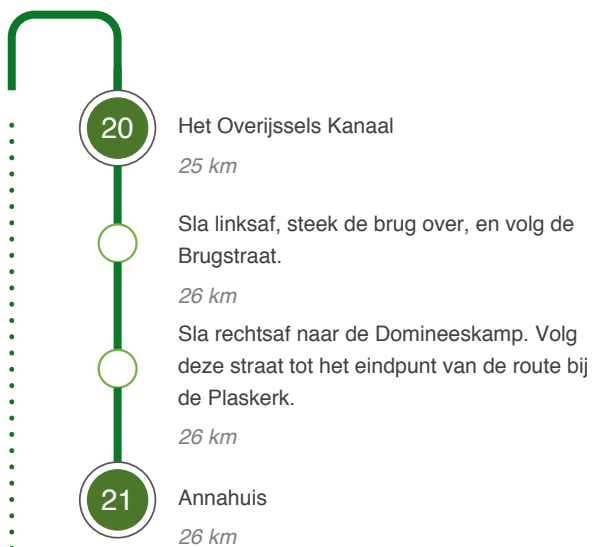 20
Het Overijssels Kanaal
25 km
Sla linksaf, steek de brug over, en volg de
Brugstraat.
26 km
Sla rechtsaf naar de Domineeskamp. Volg
deze straat tot het eindpunt van de route bij
de Plaskerk.
26 km
21
Annahuis
26 km